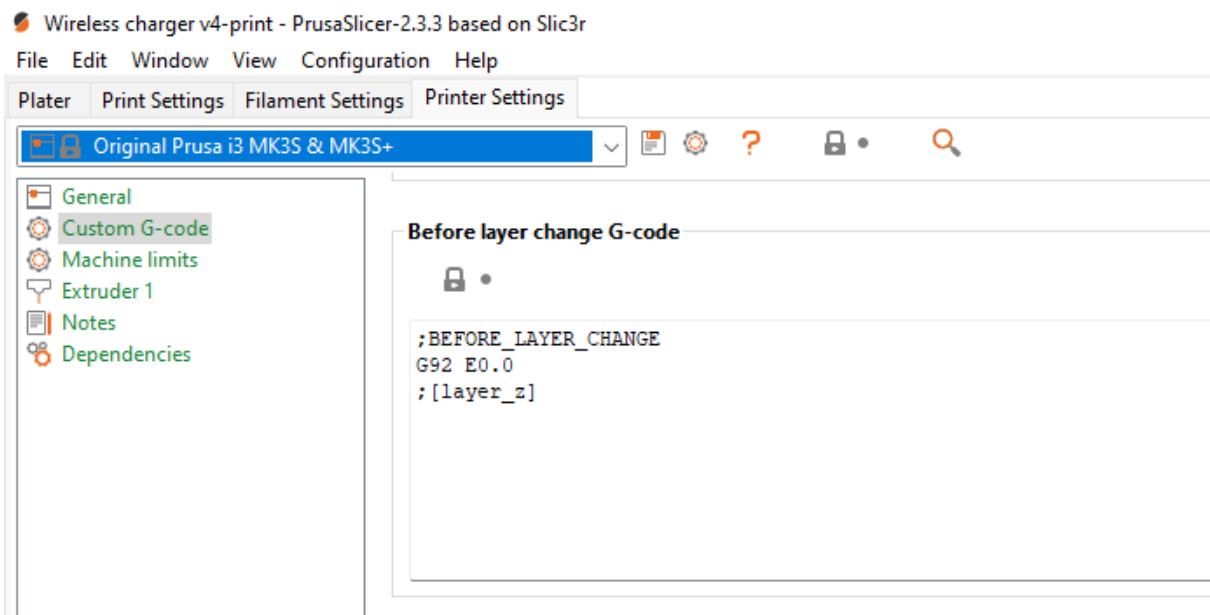 Wireless charger v4-print - PrusaSlicer-2.3.3 based on Slic3r
File Edit Window View Configuration Help
Plater Print Settings Filament Settings Printer Settings
Original Prusa i3 MK3S & MK3S+ ?
General
Custom G-code
Machine limits
Extruder 1
Notes
Dependencies
Before layer change G-code
;BEFORE_LAYER_CHANGE
G92 E0.0
;[layer_z]